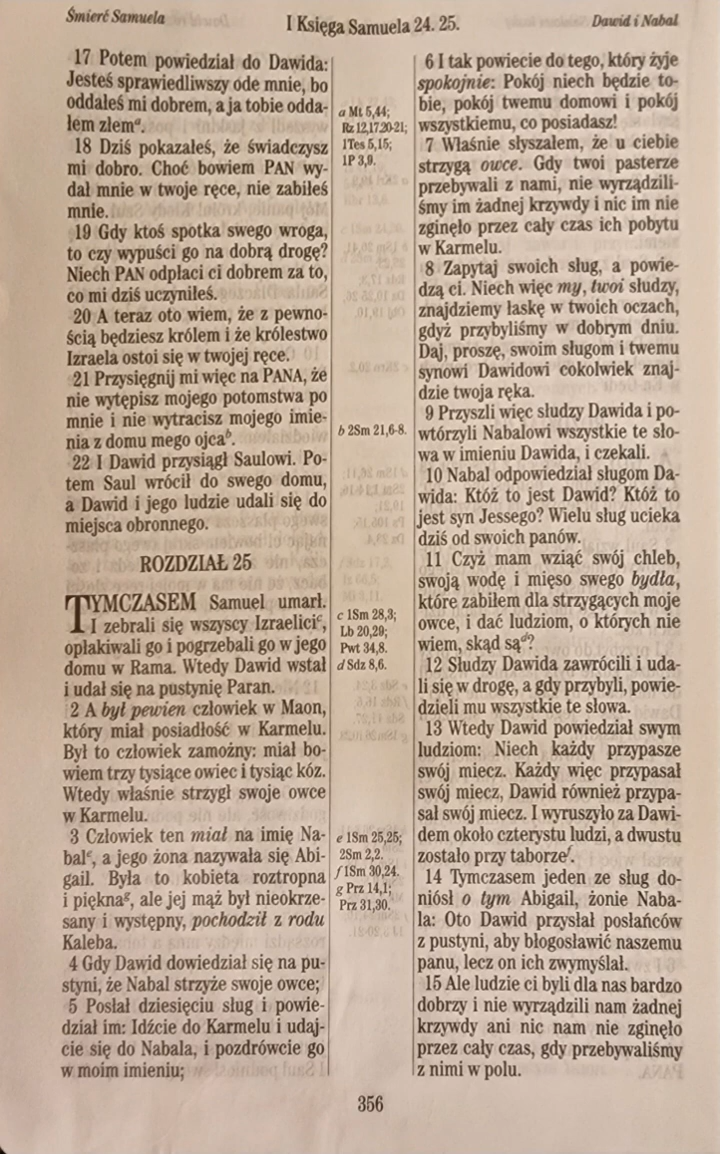 Śmierć Samuela
I Księga Samuela 24. 25.
Dawid i Nabal
17 Potem powiedział do Dawida:
Jesteś sprawiedliwszy ode mnie, bo
oddałeś mi dobrem, a ja tobie odda-
łem złemᵃ.
18 Dziś pokazałeś, że świadczysz
mi dobro. Choć bowiem PAN wy-
dał mnie w twoje ręce, nie zabiłeś
mnie.
19 Gdy ktoś spotka swego wroga,
to czy wypuści go na dobrą drogę?
Niech PAN odpłaci ci dobrem za to,
co mi dziś uczyniłeś.
20 A teraz oto wiem, że z pewno-
ścią będziesz królem i że królestwo
Izraela ostoi się w twojej ręce.
21 Przysięgnij mi więc na PANA, że
nie wytępisz mojego potomstwa po
mnie i nie wytracisz mojego imie-
nia z domu mego ojcaᵇ.
22 I Dawid przysiągł Saulowi. Po-
tem Saul wrócił do swego domu,
a Dawid i jego ludzie udali się do
miejsca obronnego.
ROZDZIAŁ 25
TYMCZASEM Samuel umarł.
I zebrali się wszyscy Izraeliciᶜ,
opłakiwali go i pogrzebali go w jego
domu w Rama. Wtedy Dawid wstał
i udał się na pustynię Paran.
2 A był pewien człowiek w Maon,
który miał posiadłość w Karmelu.
Był to człowiek zamożny: miał bo-
wiem trzy tysiące owiec i tysiąc kóz.
Wtedy właśnie strzygł swoje owce
w Karmelu.
3 Człowiek ten miał na imię Na-
balᵉ, a jego żona nazywała się Abi-
gail. Była to kobieta roztropna
i pięknaᵍ, ale jej mąż był nieokrze-
sany i występny, pochodził z rodu
Kaleba.
4 Gdy Dawid dowiedział się na pu-
styni, że Nabal strzyże swoje owce;
5 Posłał dziesięciu sług i powie-
dział im: Idźcie do Karmelu i udaj-
cie się do Nabala, i pozdrówcie go
w moim imieniu;
a Mt 5,44;
Rz 12,17.20-21;
1Tes 5,15;
1P 3,9.
b 2Sm 21,6-8.
c 1Sm 28,3;
Lb 20,29;
Pwt 34,8.
d Sdz 8,6.
e 1Sm 25,25;
2Sm 2,2.
f 1Sm 30,24.
g Prz 14,1;
Prz 31,30.
6 I tak powiecie do tego, który żyje
spokojnie: Pokój niech będzie to-
bie, pokój twemu domowi i pokój
wszystkiemu, co posiadasz!
7 Właśnie słyszałem, że u ciebie
strzygą owce. Gdy twoi pasterze
przebywali z nami, nie wyrządzili-
śmy im żadnej krzywdy i nic im nie
zginęło przez cały czas ich pobytu
w Karmelu.
8 Zapytaj swoich sług, a powie-
dzą ci. Niech więc my, twoi słudzy,
znajdziemy łaskę w twoich oczach,
gdyż przybyliśmy w dobrym dniu.
Daj, proszę, swoim sługom i twemu
synowi Dawidowi cokolwiek znaj-
dzie twoja ręka.
9 Przyszli więc słudzy Dawida i po-
wtórzyli Nabalowi wszystkie te sło-
wa w imieniu Dawida, i czekali.
10 Nabal odpowiedział sługom Da-
wida: Któż to jest Dawid? Któż to
jest syn Jessego? Wielu sług ucieka
dziś od swoich panów.
11 Czyż mam wziąć swój chleb,
swoją wodę i mięso swego bydła,
które zabiłem dla strzygących moje
owce, i dać ludziom, o których nie
wiem, skąd sąᵈ?
12 Słudzy Dawida zawrócili i uda-
li się w drogę, a gdy przybyli, powie-
dzieli mu wszystkie te słowa.
13 Wtedy Dawid powiedział swym
ludziom: Niech każdy przypasze
swój miecz. Każdy więc przypasał
swój miecz, Dawid również przypa-
sał swój miecz. I wyruszyło za Dawi-
dem około czterystu ludzi, a dwustu
zostało przy taborzeᶠ.
14 Tymczasem jeden ze sług do-
niósł o tym Abigail, żonie Naba-
la: Oto Dawid przysłał posłańców
z pustyni, aby błogosławić naszemu
panu, lecz on ich zwymyślał.
15 Ale ludzie ci byli dla nas bardzo
dobrzy i nie wyrządzili nam żadnej
krzywdy ani nic nam nie zginęło
przez cały czas, gdy przebywaliśmy
z nimi w polu.
356